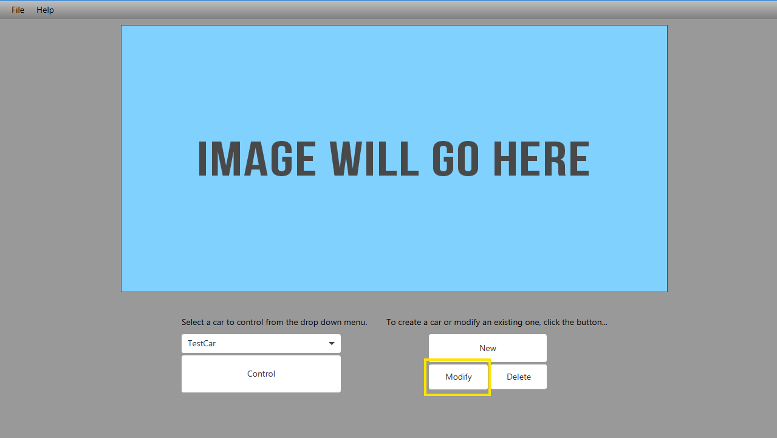 File Help
IMAGE WILL GO HERE
Select a car to control from the drop down menu.
To create a car or modify an existing one, click the button...
TestCar
New
Control
Modify Delete